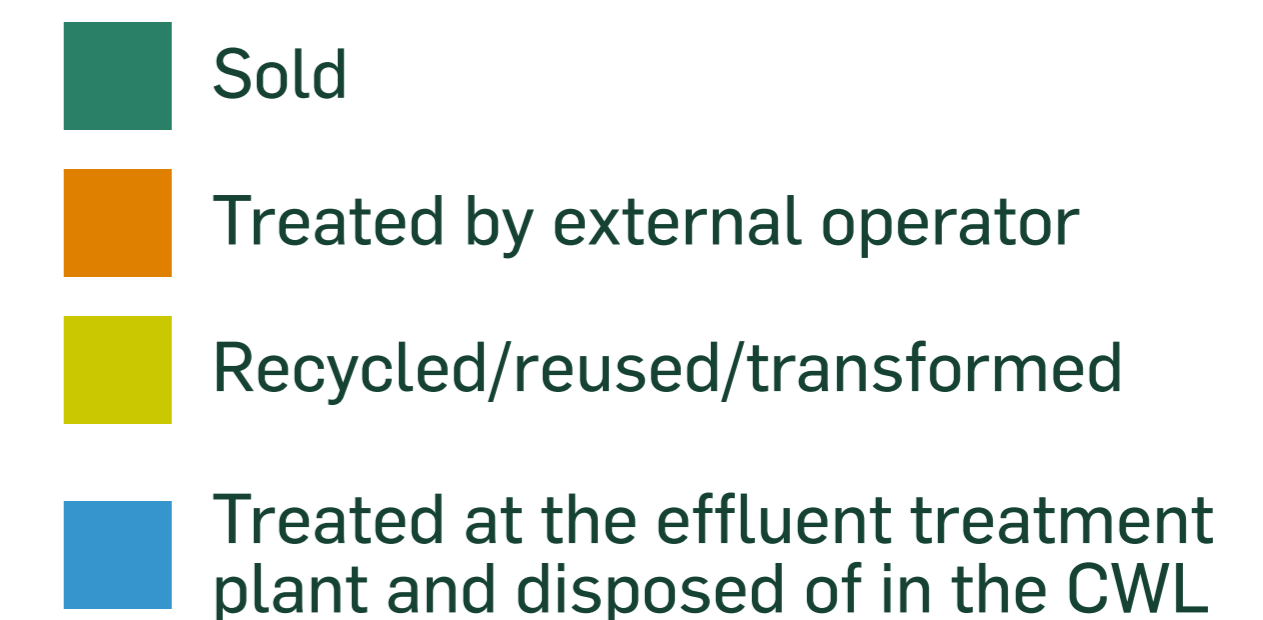 Sold
Treated by external operator
Recycled/reused/transformed
Treated at the effluent treatment
plant and disposed of in the CWL